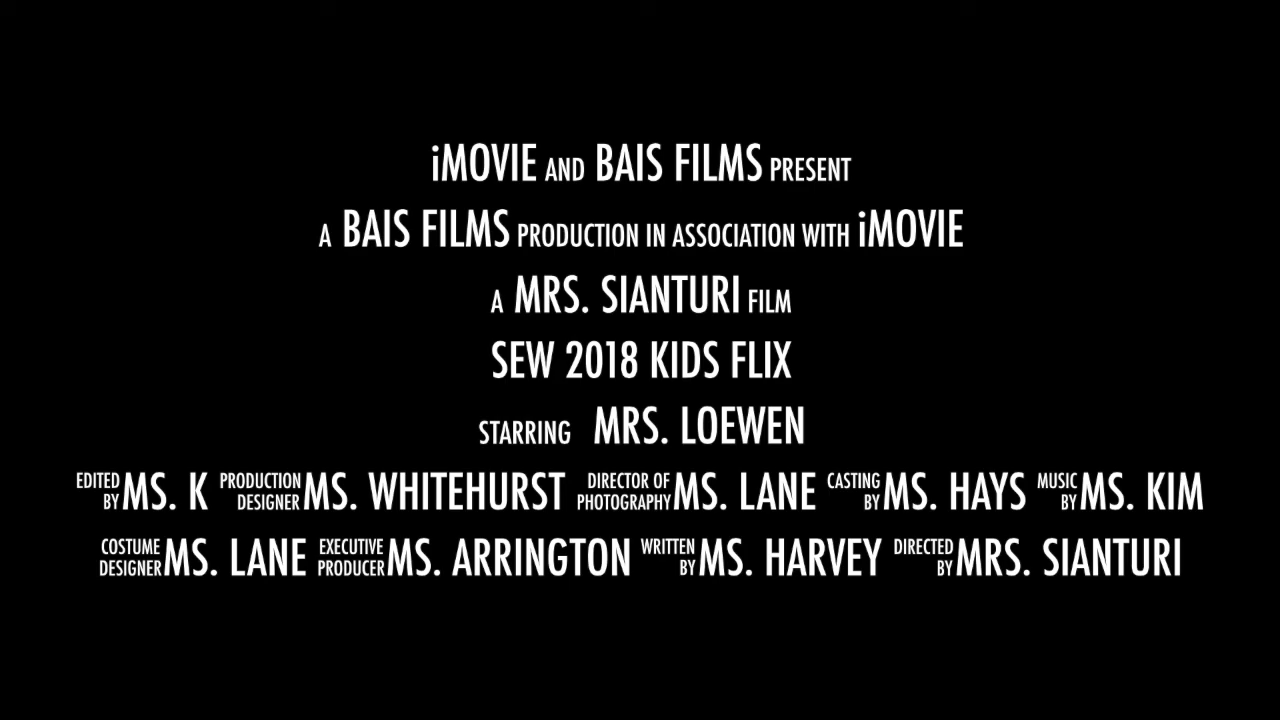 iMOVIE AND BAIS FILMS PRESENT
A BAIS FILMS PRODUCTION IN ASSOCIATION WITH iMOVIE
A MRS. SIANTURI FILM
SEW 2018 KIDS FLIX
STARRING MRS. LOEWEN
EDITED BY MS. K PRODUCTION DESIGNER MS. WHITEHURST DIRECTOR OF PHOTOGRAPHY MS. LANE CASTING BY MS. HAYS MUSIC BY MS. KIM
COSTUME DESIGNER MS. LANE EXECUTIVE PRODUCER MS. ARRINGTON WRITTEN BY MS. HARVEY DIRECTED BY MRS. SIANTURI